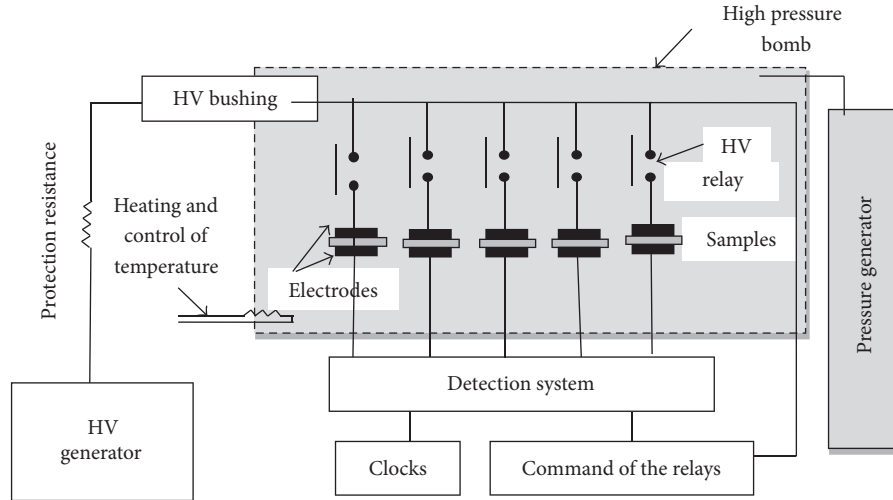 High pressure
bomb
HV bushing
HV
relay
Protection resistance
Heating and
control of
temperature
Samples
Electrodes
Pressure generator
Detection system
HV
generator
Clocks
Command of the relays